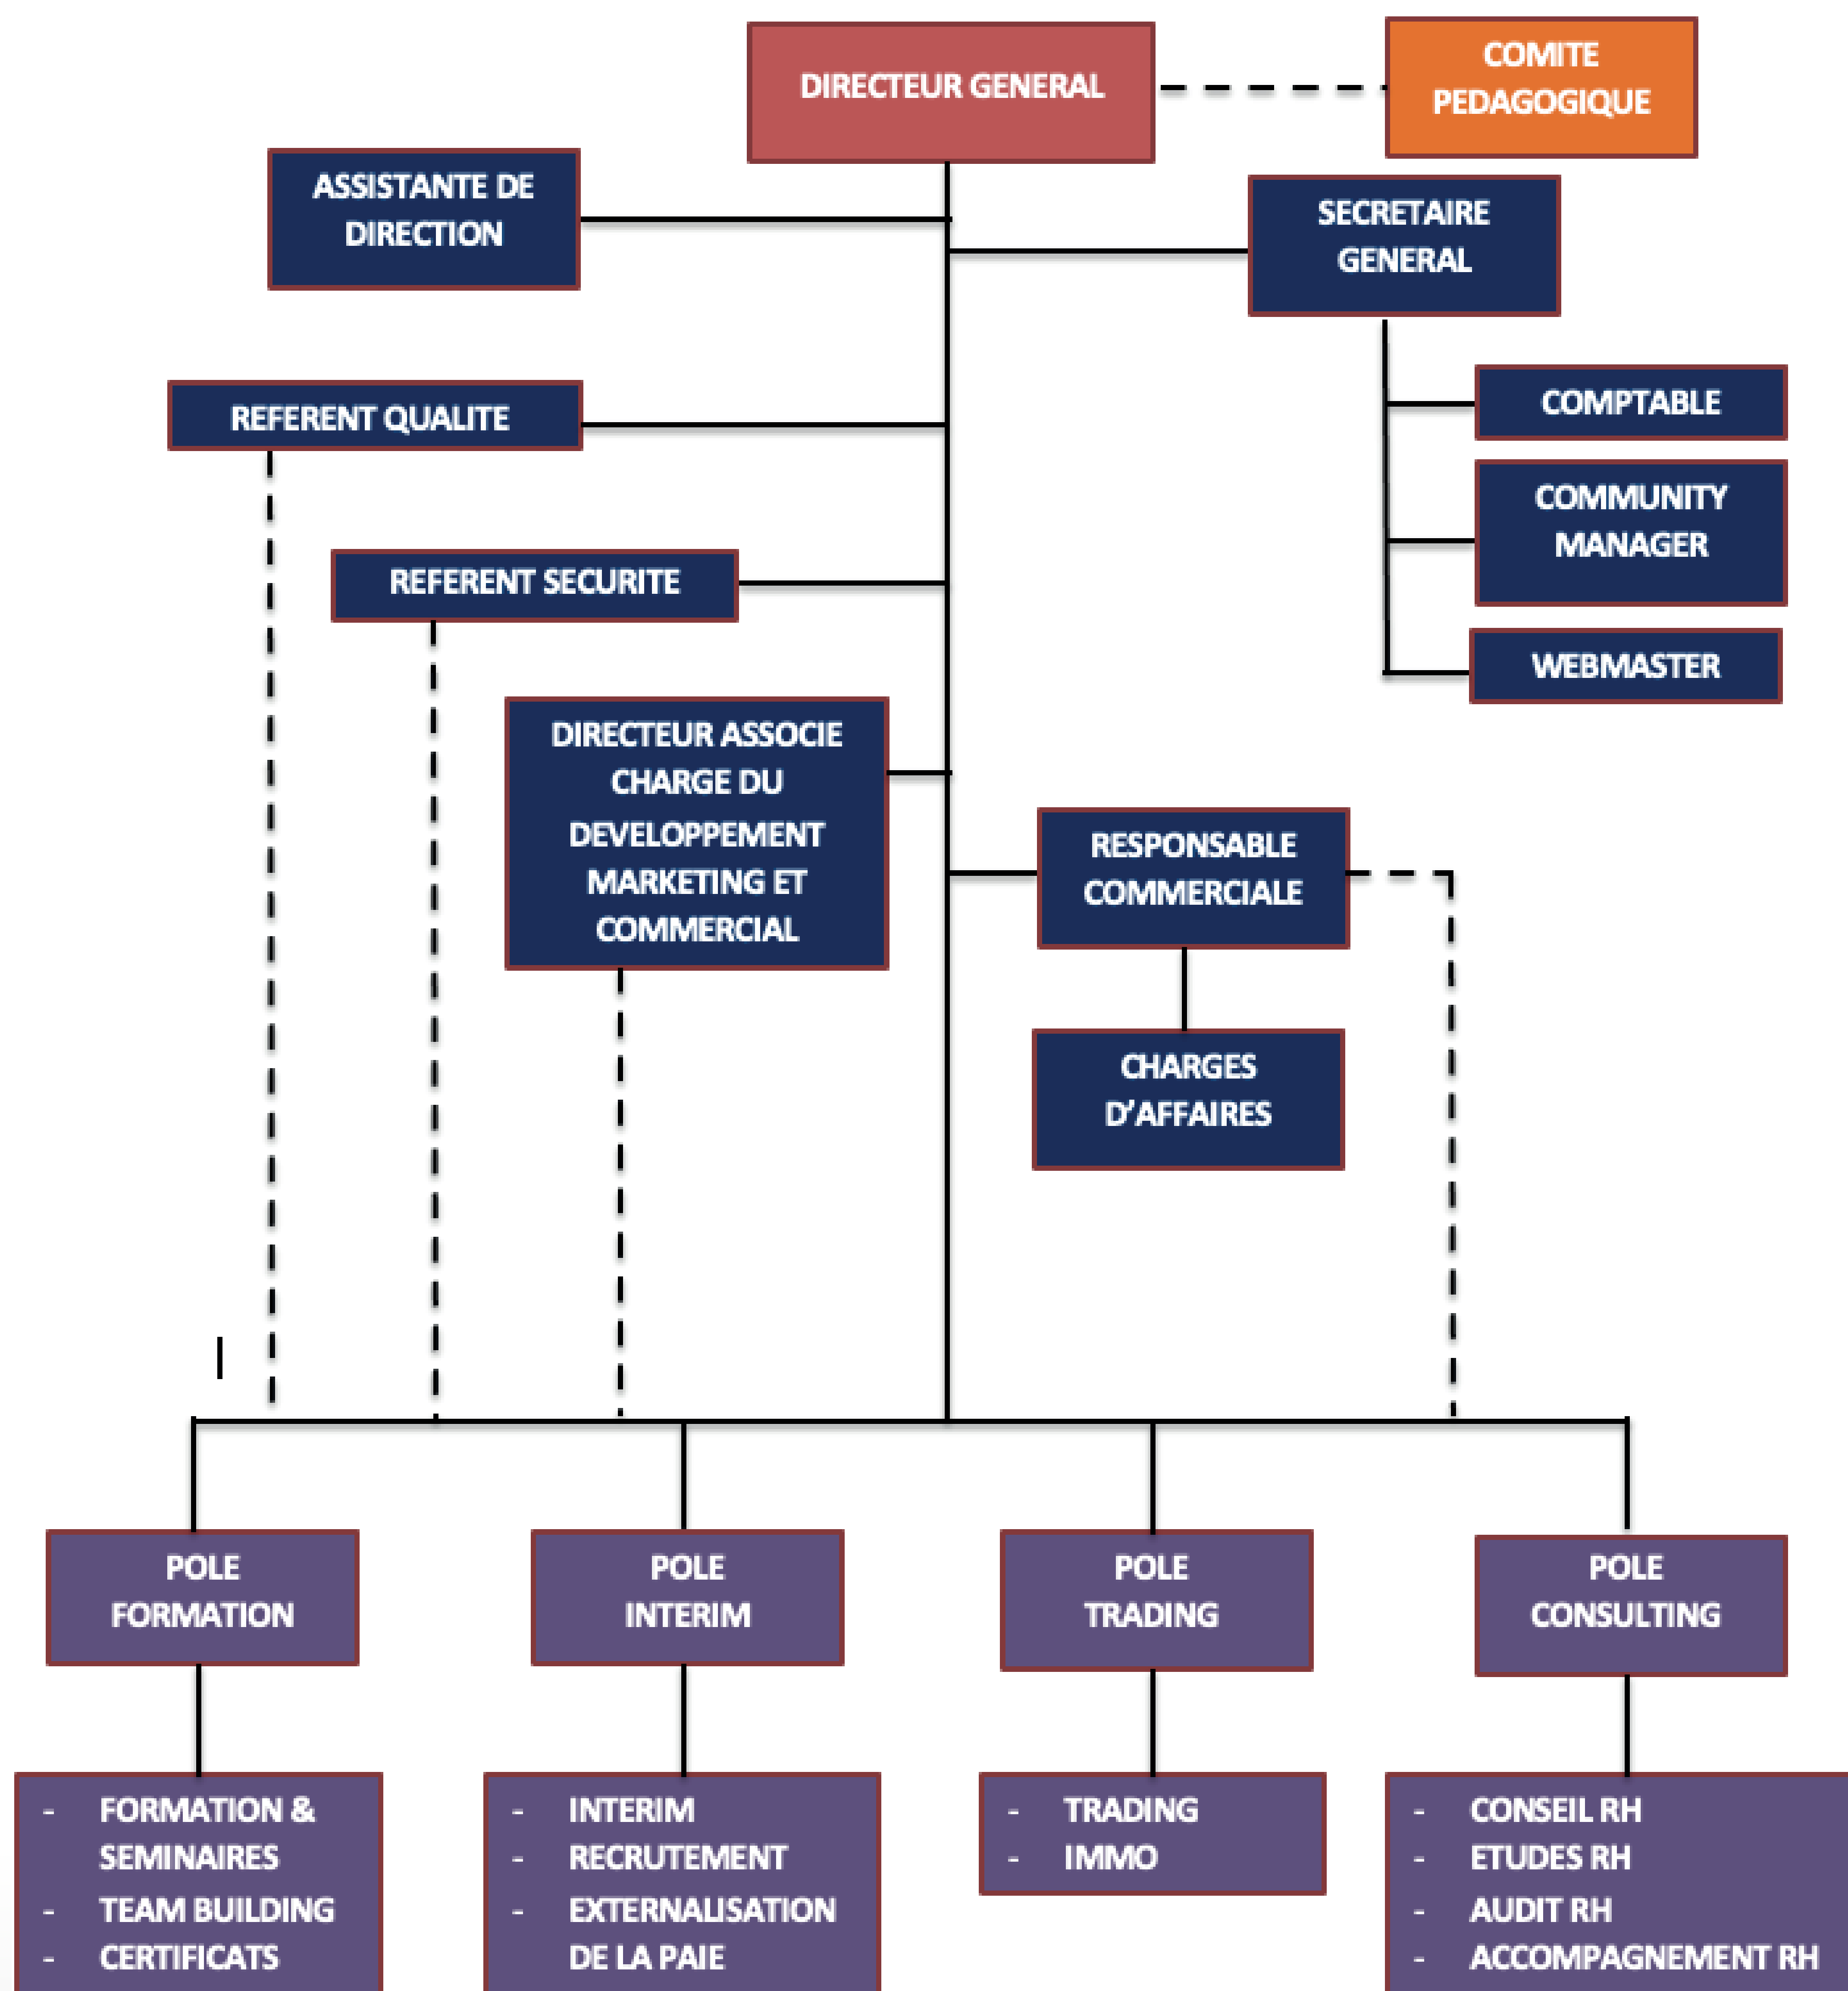 DIRECTEUR GENERAL
COMITE
PEDAGOGIQUE
ASSISTANTE DE
DIRECTION
SECRETAIRE
GENERAL
REFERENT QUALITE
COMPTABLE
COMMUNITY
MANAGER
REFERENT SECURITE
WEBMASTER
DIRECTEUR ASSOCIE
CHARGE DU
DEVELOPPEMENT
MARKETING ET
COMMERCIAL
RESPONSABLE
COMMERCIALE
CHARGES
D’AFFAIRES
POLE
FORMATION
POLE
INTERIM
POLE
TRADING
POLE
CONSULTING
- FORMATION &
SEMINAIRES
- TEAM BUILDING
- CERTIFICATS
- INTERIM
- RECRUTEMENT
- EXTERNALISATION
DE LA PAIE
- TRADING
- IMMO
- CONSEIL RH
- ETUDES RH
- AUDIT RH
- ACCOMPAGNEMENT RH